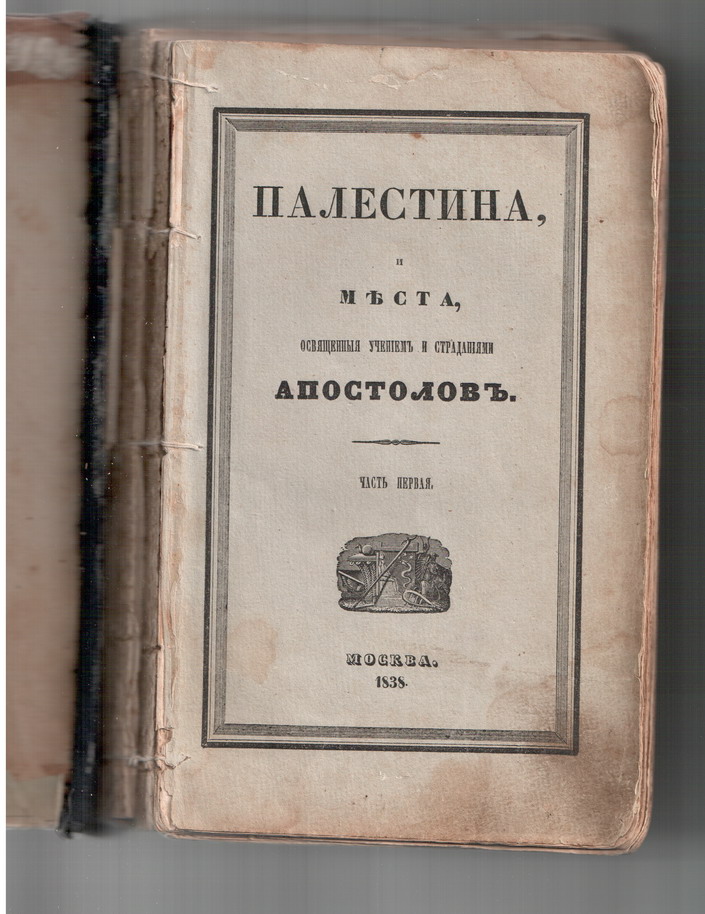 ПАЛЕСТИНА,
и
МѢСТА,
ОСВЯЩЕННЫЯ УЧЕНІЕМЪ И СТРАДАНІЯМИ
АПОСТОЛОВЪ.
ЧАСТЬ ПЕРВАЯ.
МОСКВА.
1838.